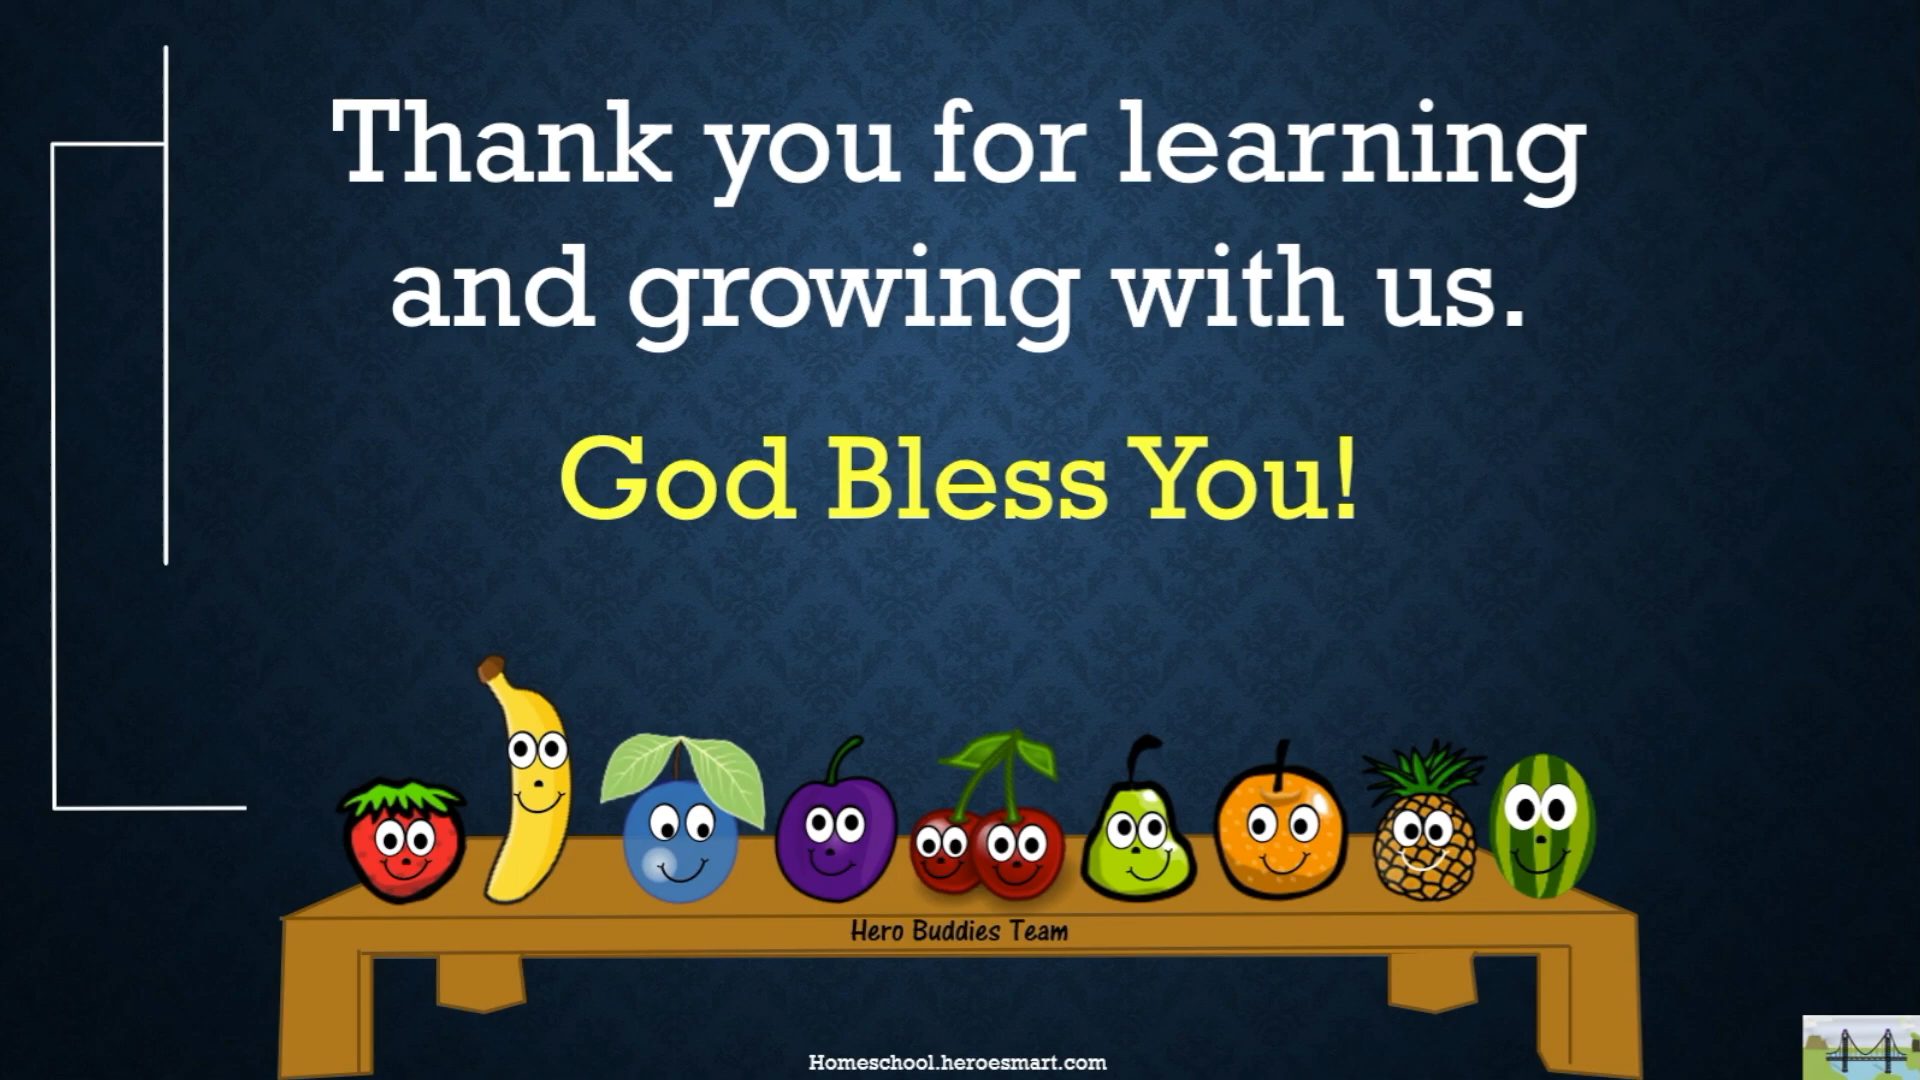 Thank you for learning
and growing with us.
God Bless You!
Hero Buddies Team
Homeschool.heroesmart.com